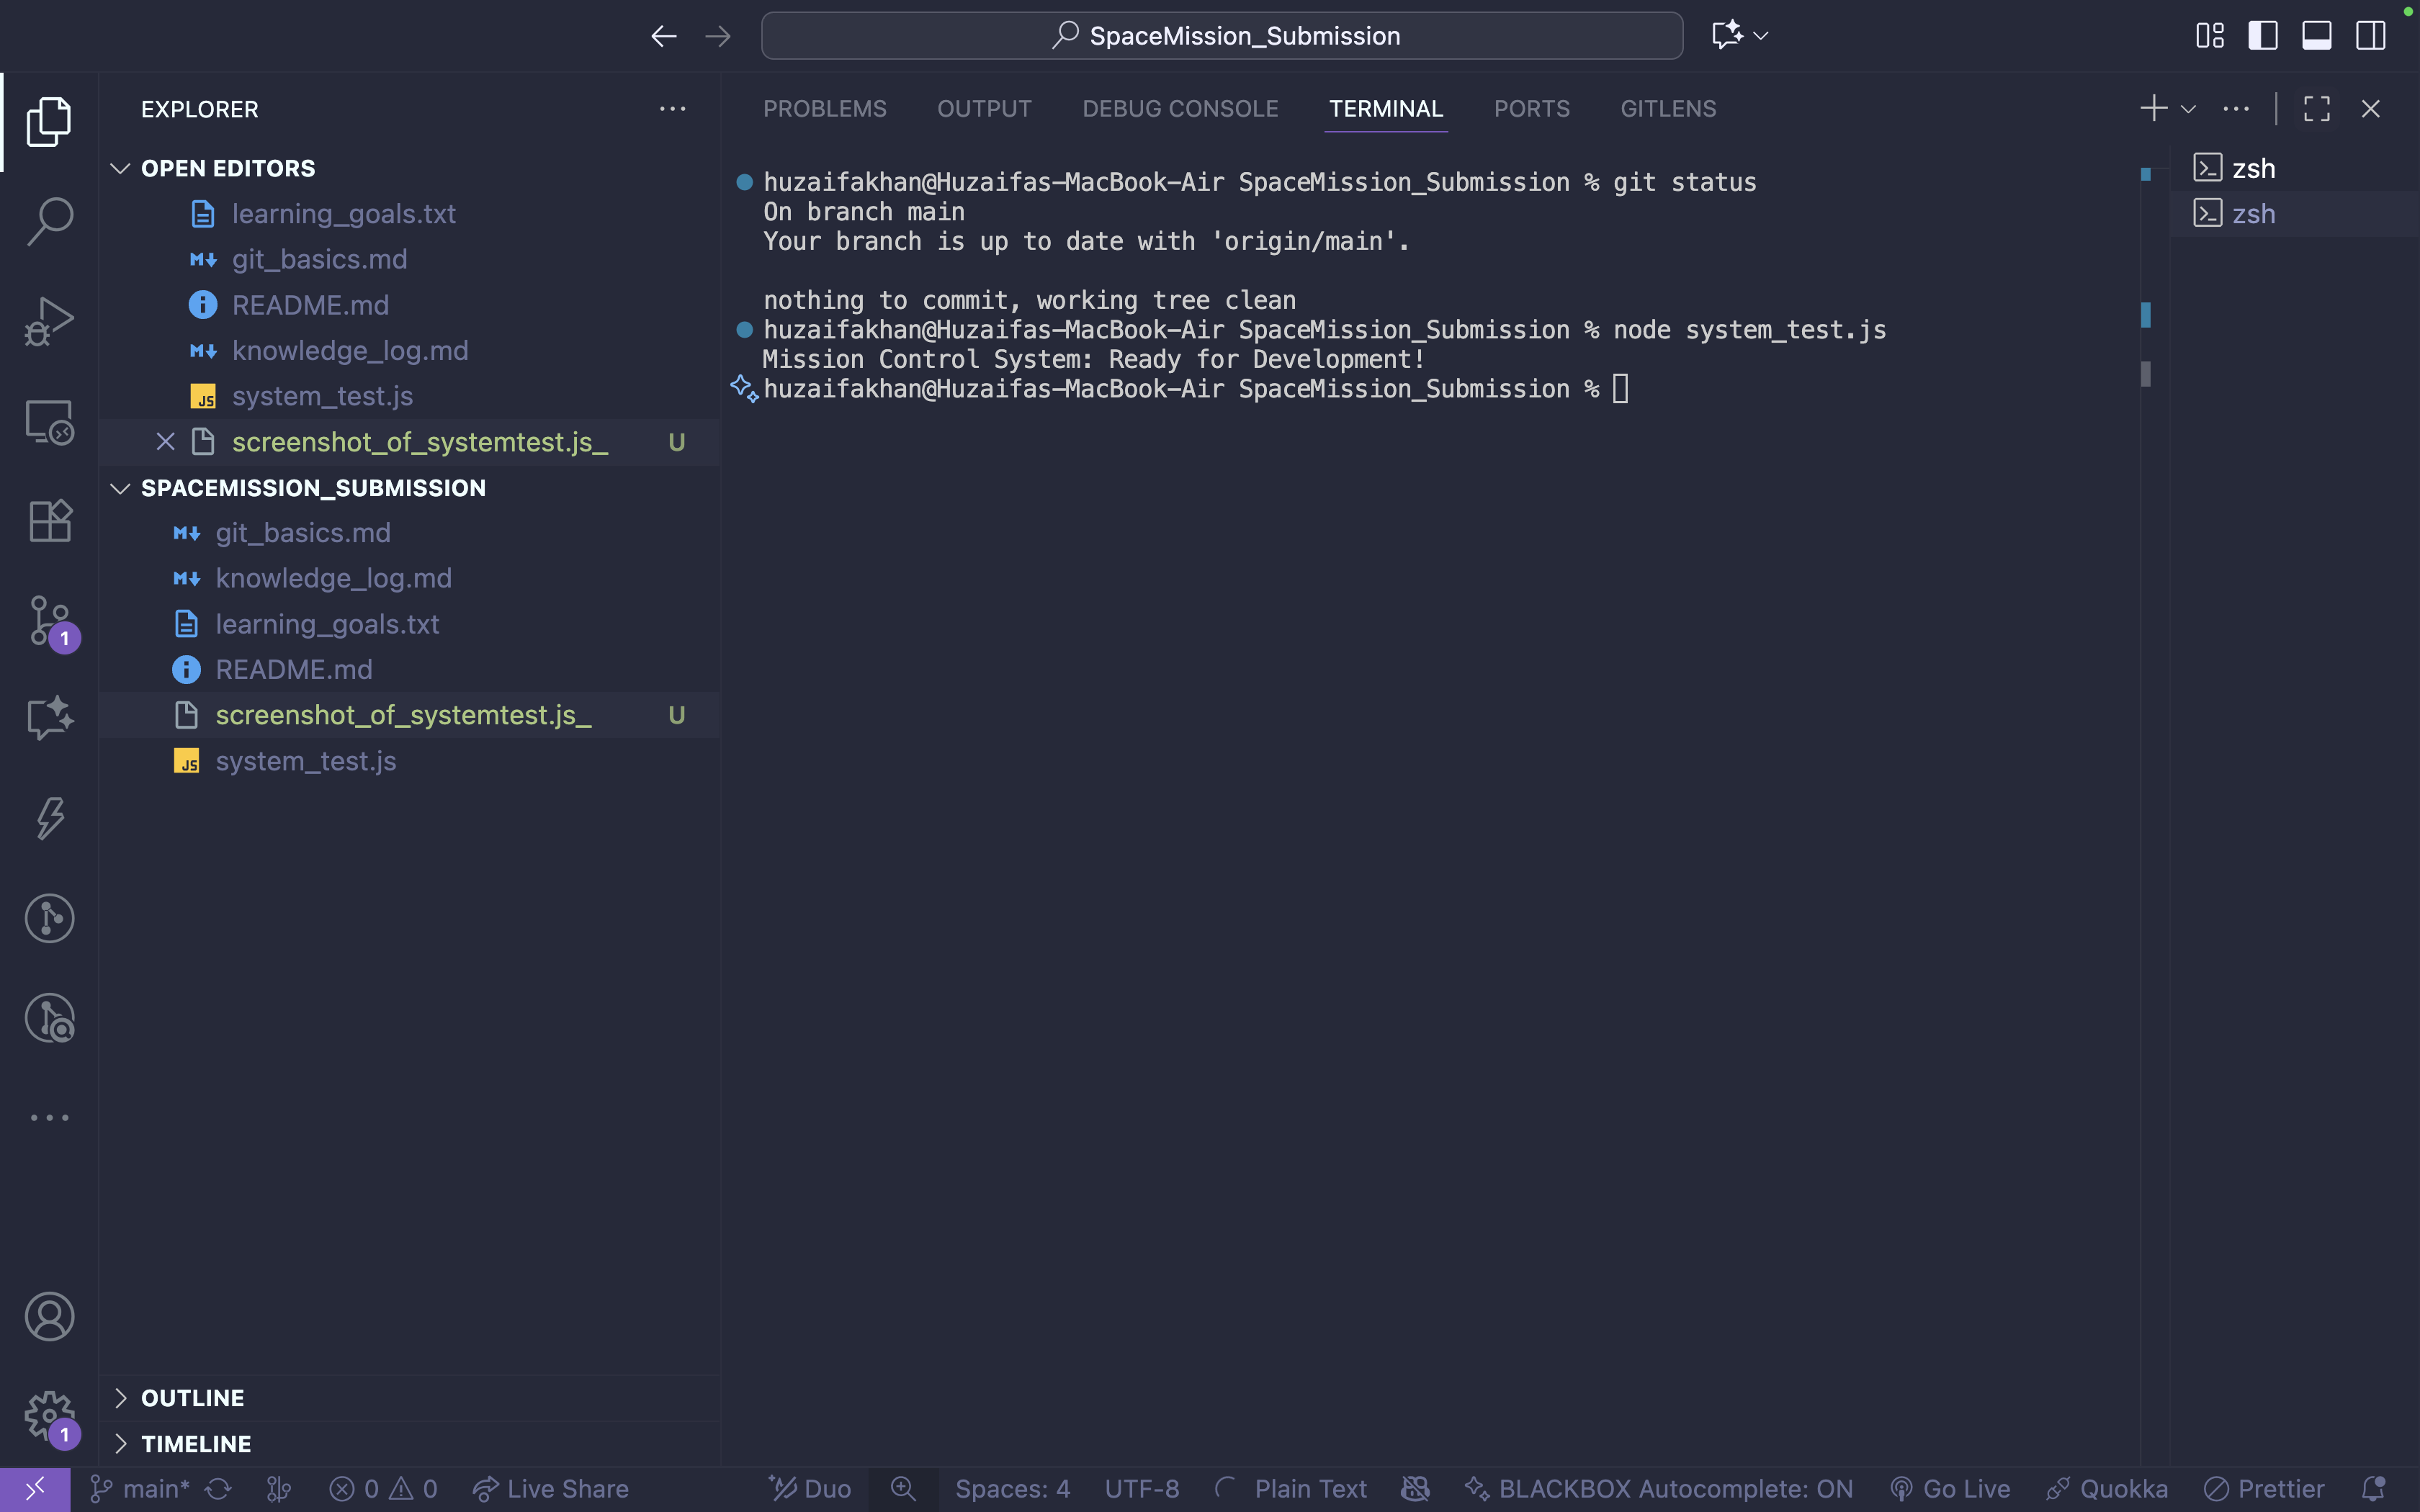 SpaceMission_Submission
EXPLORER
OPEN EDITORS
learning_goals.txt
git_basics.md
README.md
knowledge_log.md
JS system_test.js
screenshot_of_systemtest.js_ U
SPACEMISSION_SUBMISSION
git_basics.md
knowledge_log.md
learning_goals.txt
README.md
screenshot_of_systemtest.js_ U
JS system_test.js
OUTLINE
TIMELINE
1
1
PROBLEMS OUTPUT DEBUG CONSOLE TERMINAL PORTS GITLENS
huzaifakhan@Huzaifas-MacBook-Air SpaceMission_Submission % git status
On branch main
Your branch is up to date with 'origin/main'.
nothing to commit, working tree clean
huzaifakhan@Huzaifas-MacBook-Air SpaceMission_Submission % node system_test.js
Mission Control System: Ready for Development!
huzaifakhan@Huzaifas-MacBook-Air SpaceMission_Submission %
zsh
zsh
main* 0 0 Live Share Duo Spaces: 4 UTF-8 Plain Text BLACKBOX Autocomplete: ON Go Live Quokka Prettier